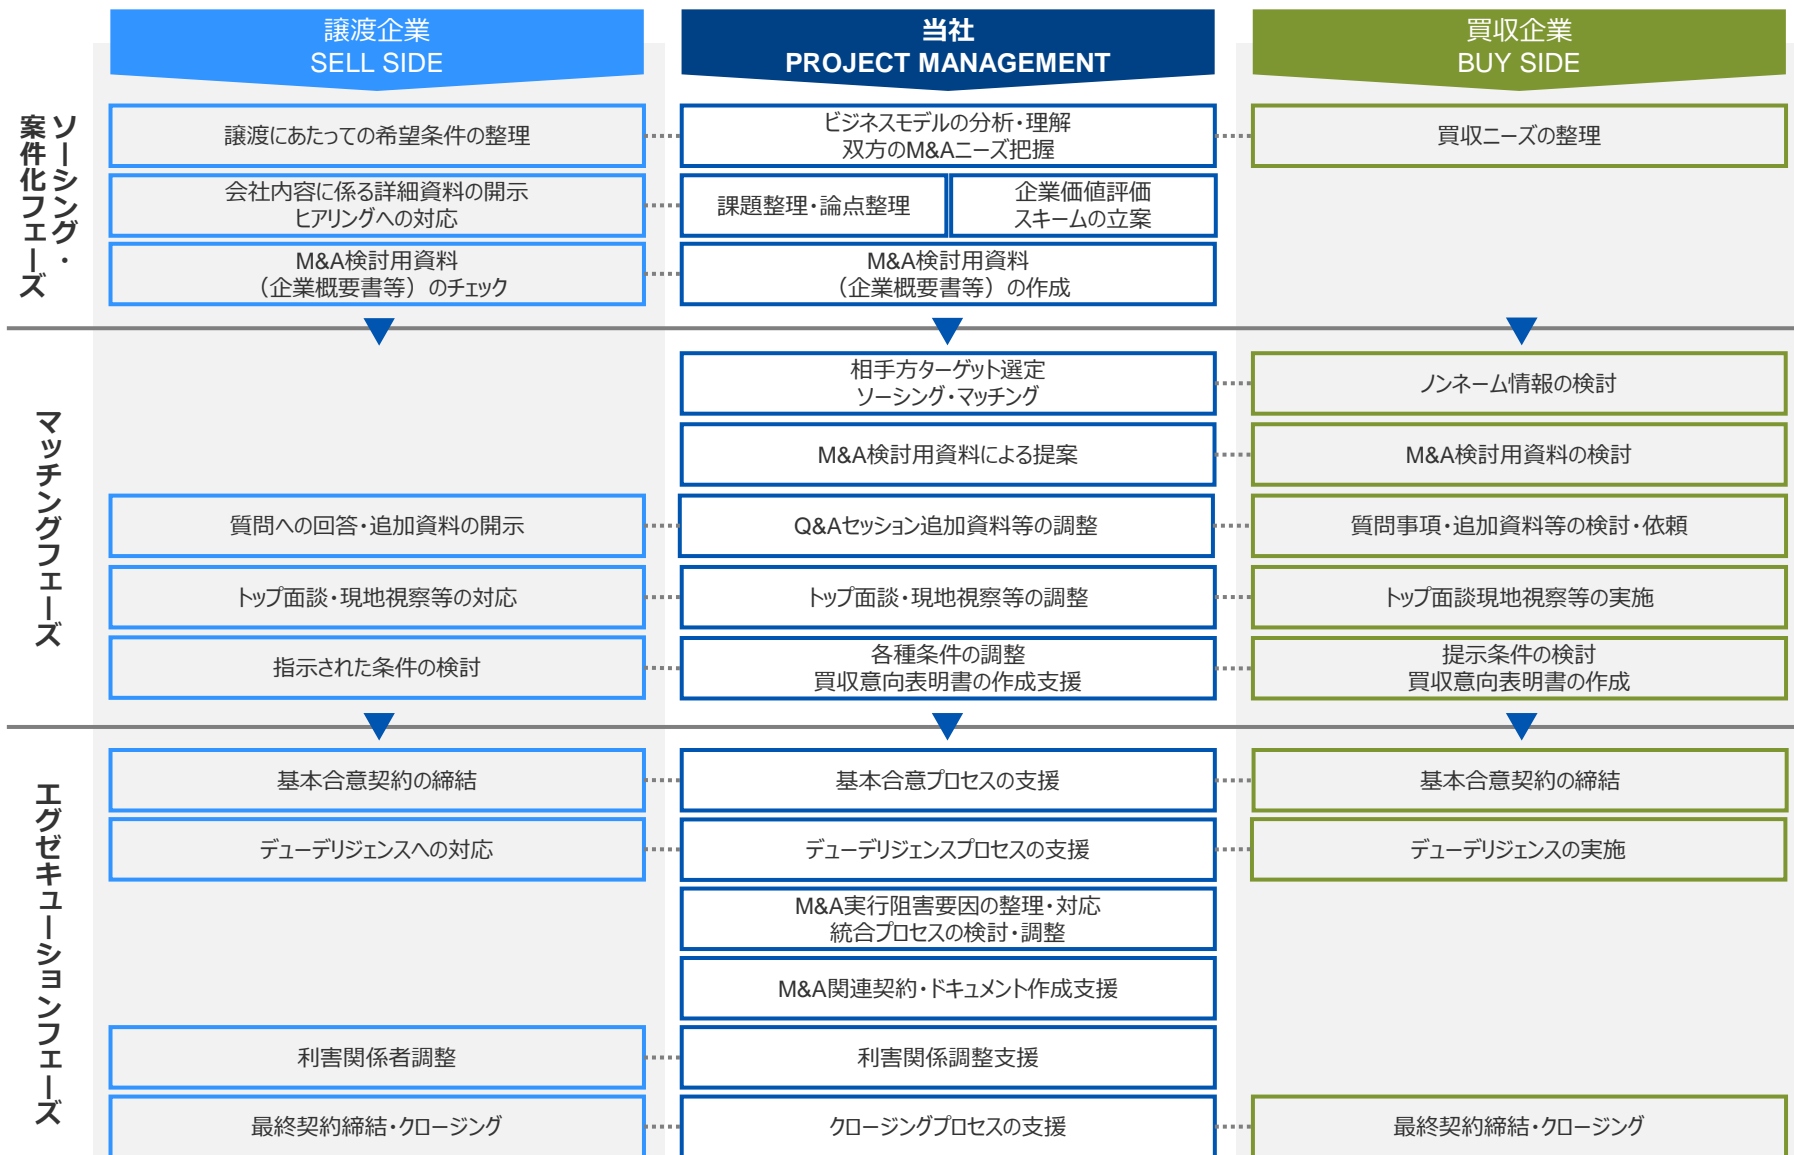 譲渡企業
SELL SIDE
当社
PROJECT MANAGEMENT
買収企業
BUY SIDE
ソーシング・
案件化フェーズ
譲渡にあたっての希望条件の整理
ビジネスモデルの分析・理解
双方のM&Aニーズ把握
買収ニーズの整理
会社内容に係る詳細資料の開示
ヒアリングへの対応
課題整理・論点整理
企業価値評価
スキームの立案
M&A検討用資料
（企業概要書等）のチェック
M&A検討用資料
（企業概要書等）の作成
マッチングフェーズ
相手方ターゲット選定
ソーシング・マッチング
ノンネーム情報の検討
M&A検討用資料による提案
M&A検討用資料の検討
質問への回答・追加資料の開示
Q&Aセッション追加資料等の調整
質問事項・追加資料等の検討・依頼
トップ面談・現地視察等の対応
トップ面談・現地視察等の調整
トップ面談現地視察等の実施
指示された条件の検討
各種条件の調整
買収意向表明書の作成支援
提示条件の検討
買収意向表明書の作成
エグゼキューションフェーズ
基本合意契約の締結
基本合意プロセスの支援
基本合意契約の締結
デューデリジェンスへの対応
デューデリジェンスプロセスの支援
デューデリジェンスの実施
M&A実行阻害要因の整理・対応
統合プロセスの検討・調整
M&A関連契約・ドキュメント作成支援
利害関係者調整
利害関係調整支援
最終契約締結・クロージング
クロージングプロセスの支援
最終契約締結・クロージング